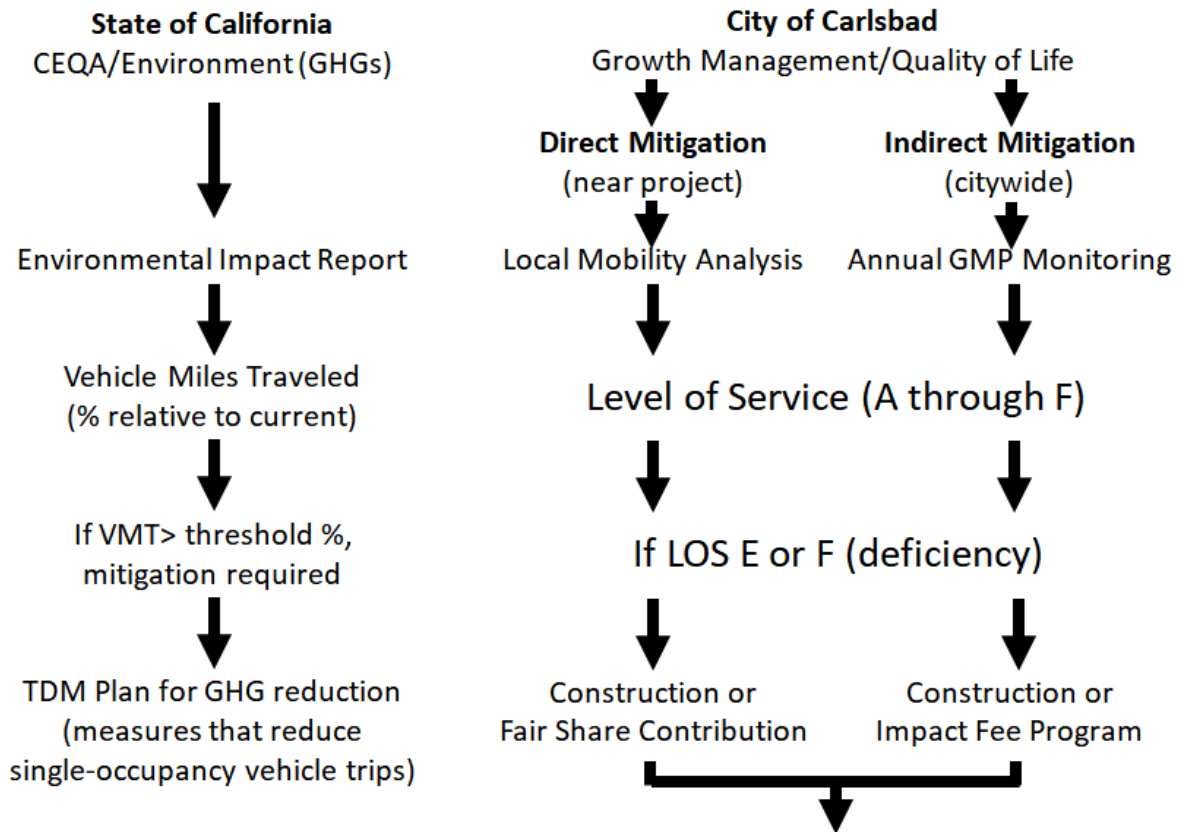 State of California
CEQA/Environment (GHGs)
Environmental Impact Report
Vehicle Miles Traveled
(% relative to current)
If VMT> threshold %,
mitigation required
TDM Plan for GHG reduction
(measures that reduce
single-occupancy vehicle trips)
City of Carlsbad
Growth Management/Quality of Life
Direct Mitigation
(near project)
Local Mobility Analysis
Indirect Mitigation
(citywide)
Annual GMP Monitoring
Level of Service (A through F)
If LOS E or F (deficiency)
Construction or
Fair Share Contribution
Construction or
Impact Fee Program